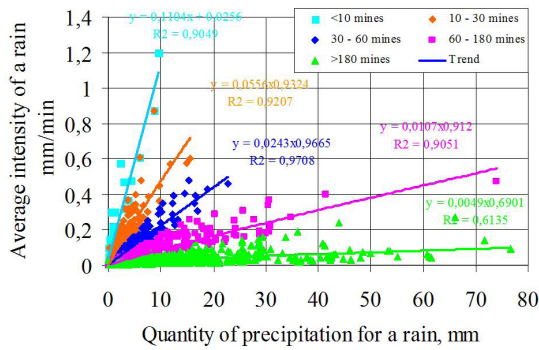 y = 0,1104x + 0,0256
R2 = 0,9049
<10 mines
10 - 30 mines
30 - 60 mines
60 - 180 mines
>180 mines
Trend
y = 0,0556x0,9324
R2 = 0,9207
y = 0,0243x0,9665
R2 = 0,9708
y = 0,0107x0,912
R2 = 0,9051
y = 0,0049x0,6901
R2 = 0,6135
Average intensity of a rain
mm/min
1,4
1,2
1
0,8
0,6
0,4
0,2
0
0 10 20 30 40 50 60 70 80
Quantity of precipitation for a rain, mm